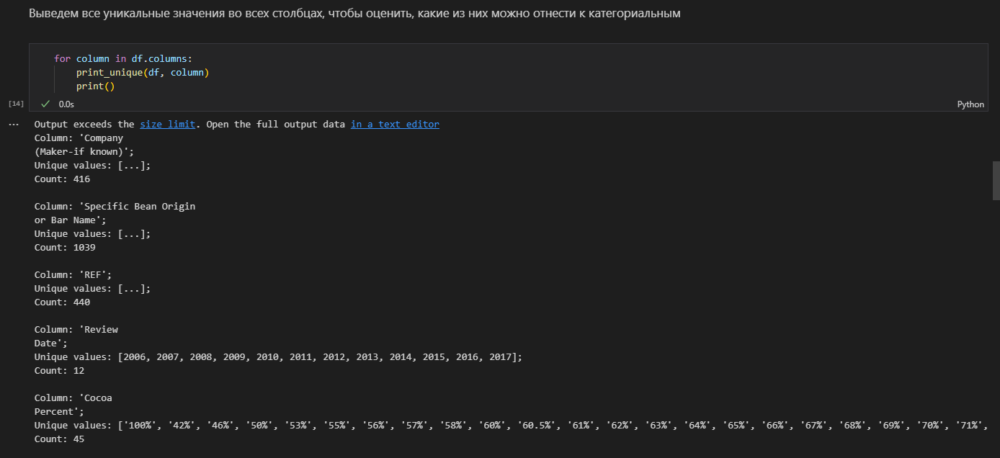 Выведем все уникальные значения во всех столбцах, чтобы оценить, какие из них можно отнести к категориальным
for column in df.columns:
    print_unique(df, column)
    print()
[14] ✓ 0.0s Python
... Output exceeds the size limit. Open the full output data in a text editor
Column: 'Company
(Maker-if known)';
Unique values: [...];
Count: 416

Column: 'Specific Bean Origin
or Bar Name';
Unique values: [...];
Count: 1039

Column: 'REF';
Unique values: [...];
Count: 440

Column: 'Review
Date';
Unique values: [2006, 2007, 2008, 2009, 2010, 2011, 2012, 2013, 2014, 2015, 2016, 2017];
Count: 12

Column: 'Cocoa
Percent';
Unique values: ['100%', '42%', '46%', '50%', '53%', '55%', '56%', '57%', '58%', '60%', '60.5%', '61%', '62%', '63%', '64%', '65%', '66%', '67%', '68%', '69%', '70%', '71%',
Count: 45